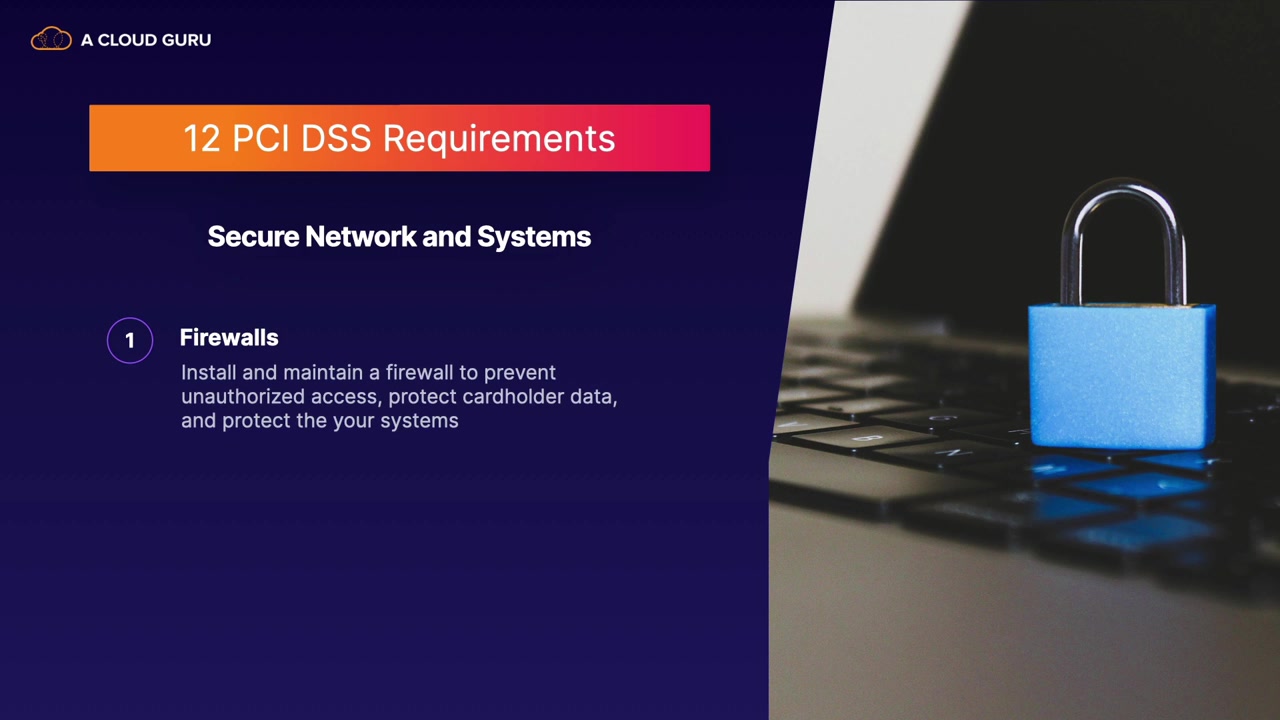 A CLOUD GURU
12 PCI DSS Requirements
Secure Network and Systems
1
Firewalls
Install and maintain a firewall to prevent
unauthorized access, protect cardholder data,
and protect the your systems
G
V
B
N